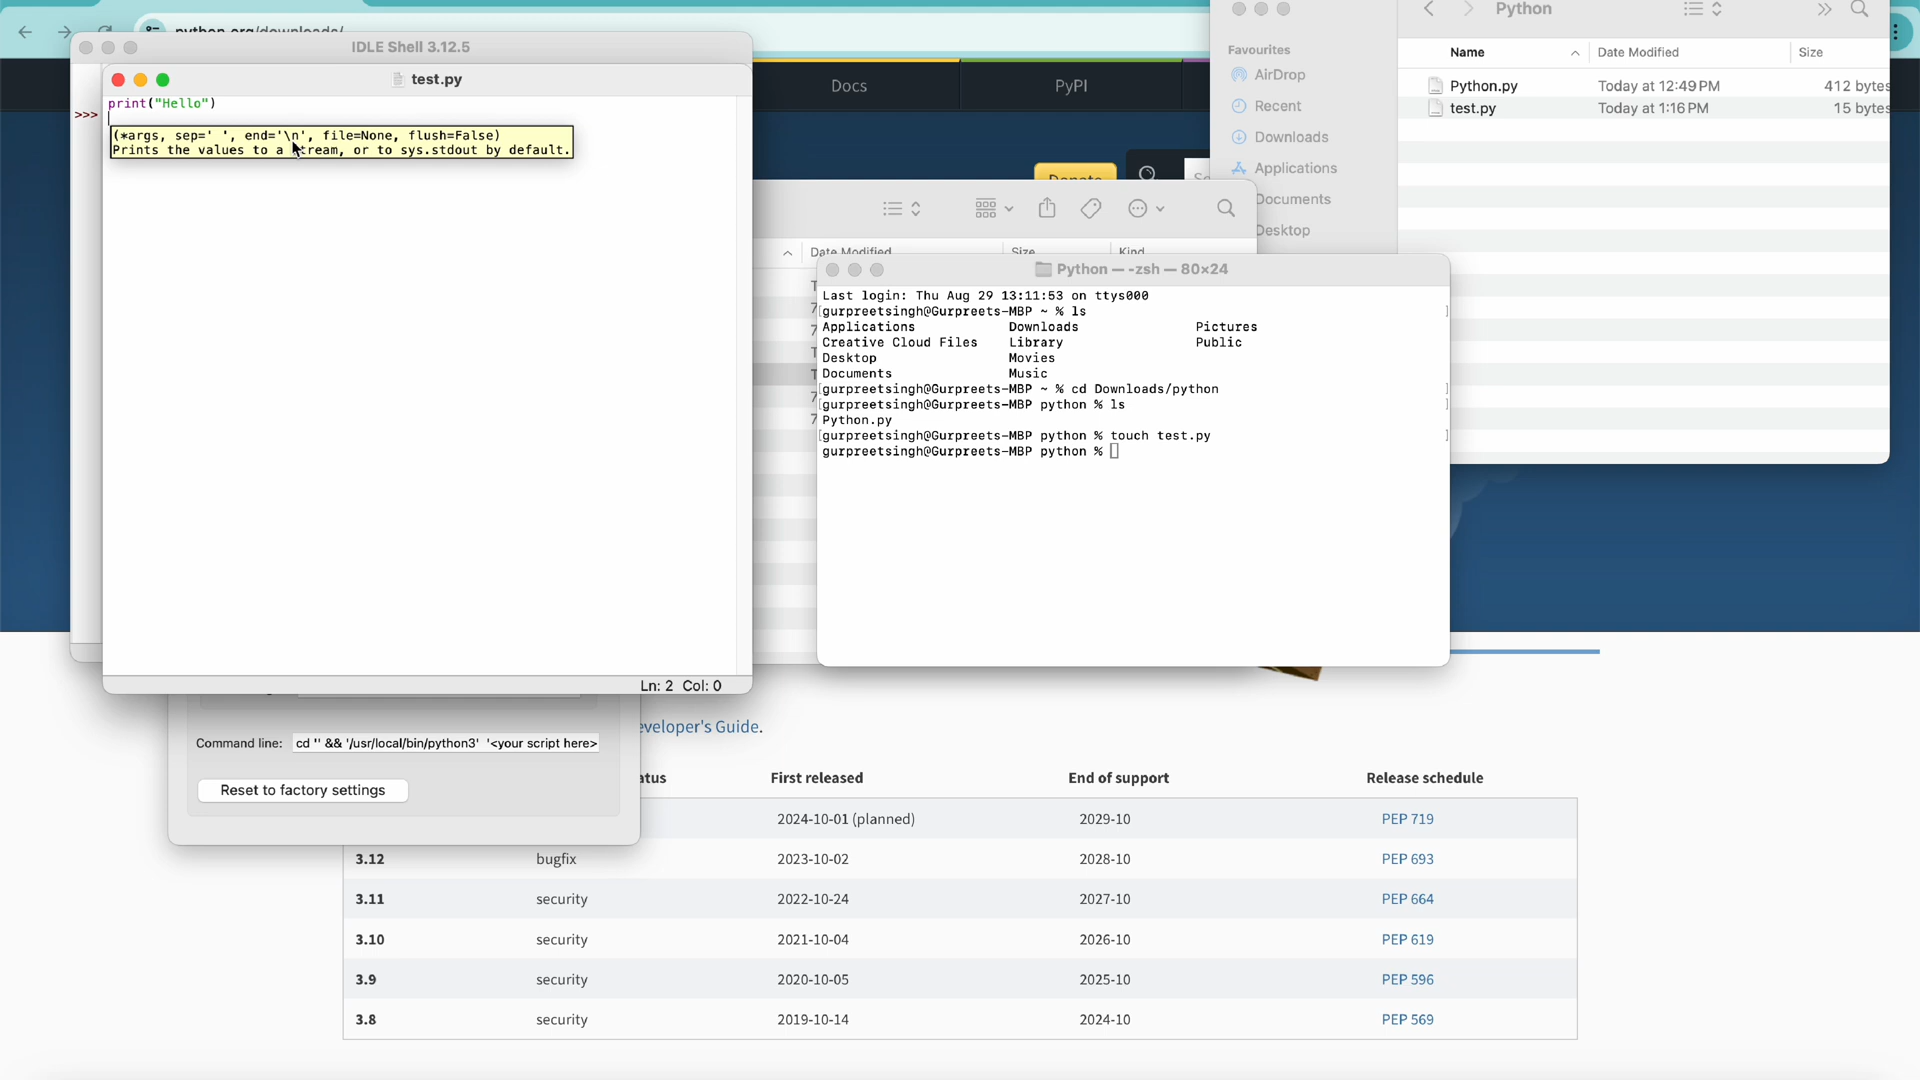 python.org/downloads/
IDLE Shell 3.12.5
>>>
test.py
print("Hello")
(*args, sep=' ', end='\n', file=None, flush=False)
Prints the values to a stream, or to sys.stdout by default.
Ln: 2 Col: 0
Docs
PyPI
Donate
Python
Favourites
AirDrop
Recent
Downloads
Applications
Documents
Desktop
Name
Date Modified
Size
Python.py
Today at 12:49 PM
412 bytes
test.py
Today at 1:16 PM
15 bytes
Date Modified
Size
Kind
Python — -zsh — 80×24
Last login: Thu Aug 29 13:11:53 on ttys000
[gurpreetsingh@Gurpreets-MBP ~ % ls ]
Applications Downloads Pictures
Creative Cloud Files Library Public
Desktop Movies
Documents Music
[gurpreetsingh@Gurpreets-MBP ~ % cd Downloads/python ]
[gurpreetsingh@Gurpreets-MBP python % ls ]
Python.py
[gurpreetsingh@Gurpreets-MBP python % touch test.py ]
gurpreetsingh@Gurpreets-MBP python %
Command line: cd '' && '/usr/local/bin/python3' '<your script here>
Reset to factory settings
eveloper's Guide.
atus First released End of support Release schedule
2024-10-01 (planned) 2029-10 PEP 719
3.12 bugfix 2023-10-02 2028-10 PEP 693
3.11 security 2022-10-24 2027-10 PEP 664
3.10 security 2021-10-04 2026-10 PEP 619
3.9 security 2020-10-05 2025-10 PEP 596
3.8 security 2019-10-14 2024-10 PEP 569